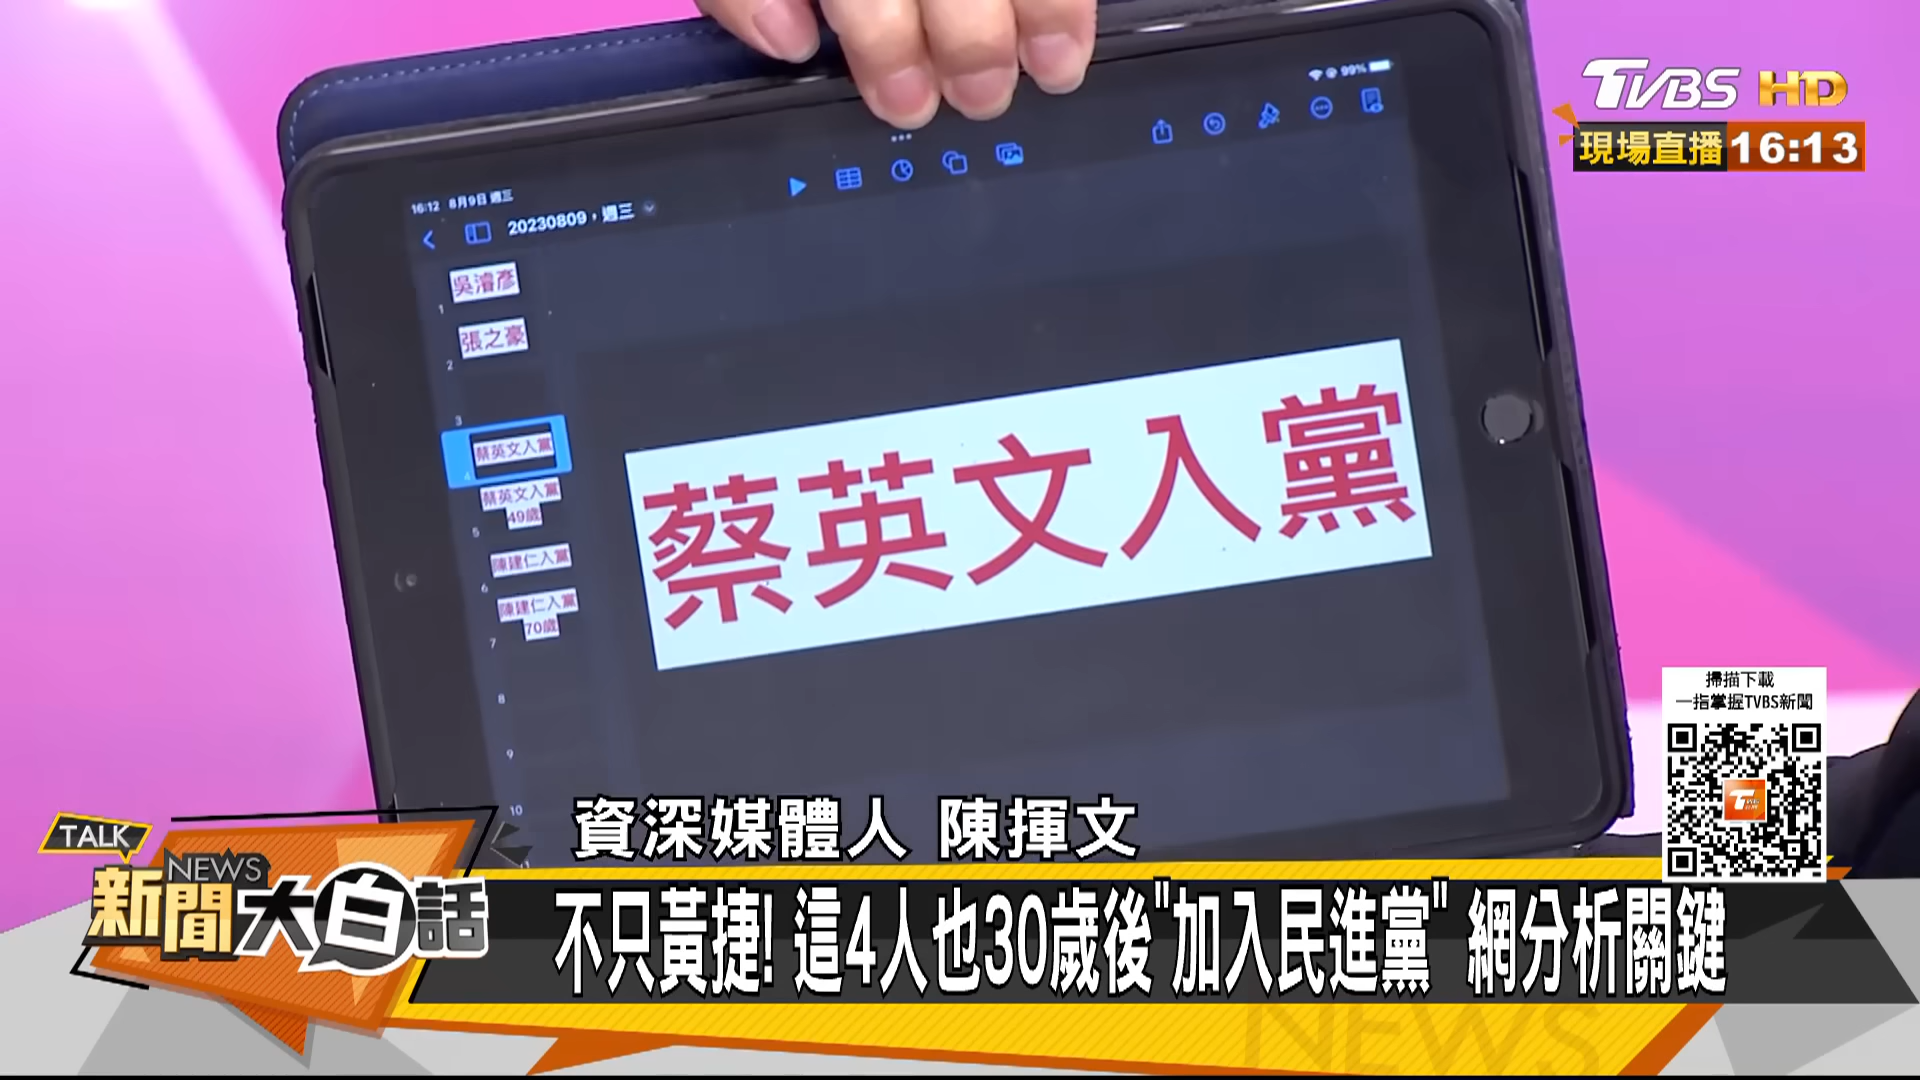 TVBS HD
現場直播 16:13
99%
16:12 8月9日 週三
20230809，週三
吳濬彥
1
張之豪
2
3
蔡英文入黨
4
蔡英文入黨
49歲
5
陳建仁入黨
6
陳建仁入黨
70歲
7
8
9
10
蔡英文入黨
掃描下載
一指掌握TVBS新聞
資深媒體人 陳揮文
TALK
NEWS
新聞大白話
不只黃捷! 這4人也30歲後"加入民進黨" 網分析關鍵
NEWS